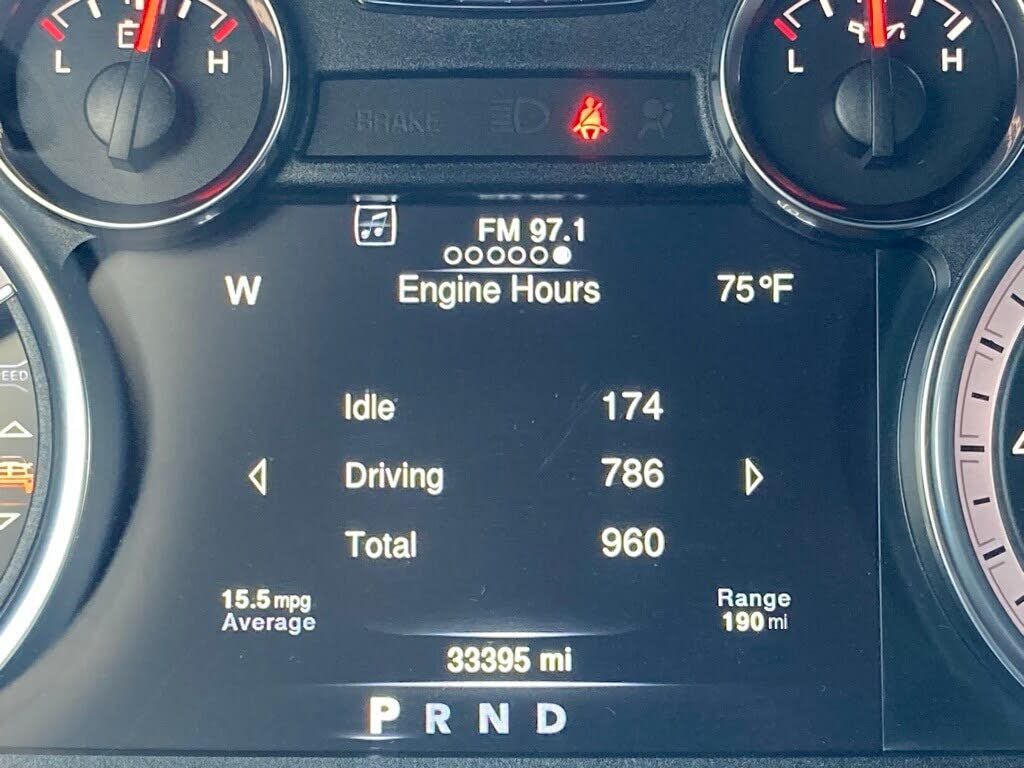 L H
L H
BRAKE
FM 97.1
W Engine Hours 75°F
Idle 174
Driving 786
Total 960
15.5 mpg Average
Range 190 mi
33395 mi
P R N D